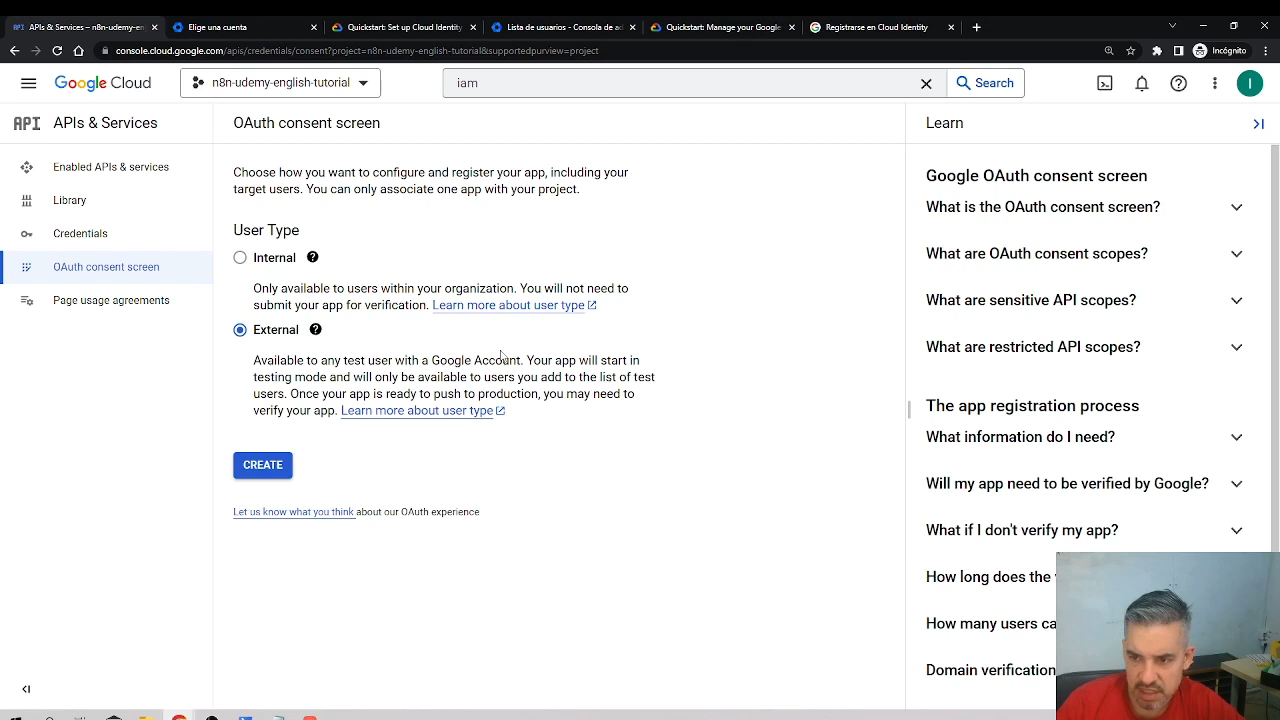 APIs & Services – n8n-udemy-en
Elige una cuenta
Quickstart: Set up Cloud Identity
Lista de usuarios - Consola de ad
Quickstart: Manage your Google
Registrarse en Cloud Identity
console.cloud.google.com/apis/credentials/consent?project=n8n-udemy-english-tutorial&supportedpurview=project
Incógnito
Google Cloud
n8n-udemy-english-tutorial
iam
Search
I
API APIs & Services
Enabled APIs & services
Library
Credentials
OAuth consent screen
Page usage agreements
OAuth consent screen
Choose how you want to configure and register your app, including your
target users. You can only associate one app with your project.
User Type
Internal
Only available to users within your organization. You will not need to
submit your app for verification. Learn more about user type
External
Available to any test user with a Google Account. Your app will start in
testing mode and will only be available to users you add to the list of test
users. Once your app is ready to push to production, you may need to
verify your app. Learn more about user type
CREATE
Let us know what you think about our OAuth experience
Learn
Google OAuth consent screen
What is the OAuth consent screen?
What are OAuth consent scopes?
What are sensitive API scopes?
What are restricted API scopes?
The app registration process
What information do I need?
Will my app need to be verified by Google?
What if I don't verify my app?
How long does the
How many users ca
Domain verification